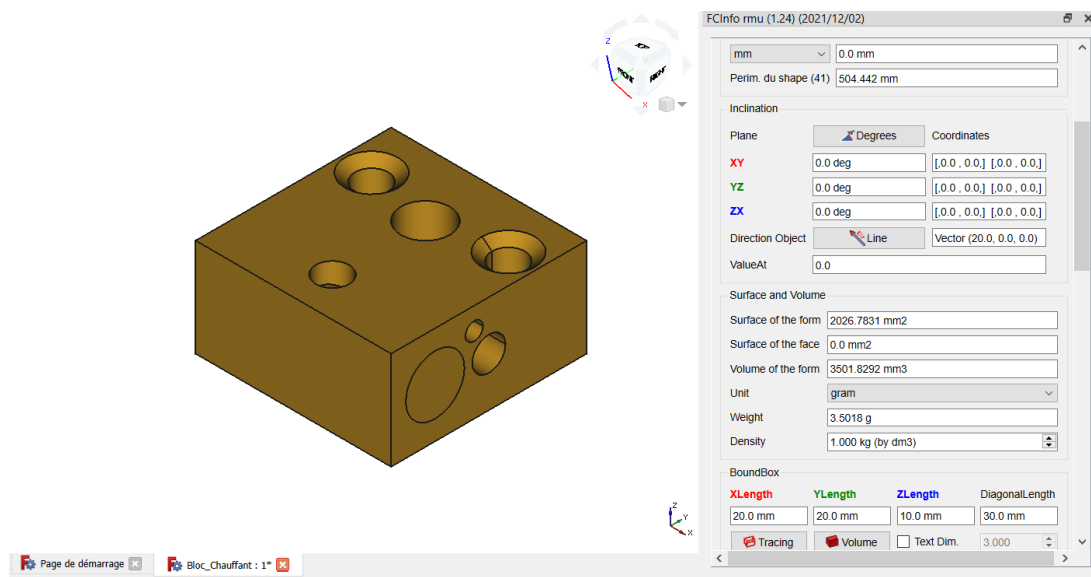 FCInfo rmu (1.24) (2021/12/02)
mm 0.0 mm
Perim. du shape (41) 504.442 mm
Inclination
Plane Degrees Coordinates
XY 0.0 deg [,0.0 , 0.0,] [,0.0 , 0.0,]
YZ 0.0 deg [,0.0 , 0.0,] [,0.0 , 0.0,]
ZX 0.0 deg [,0.0 , 0.0,] [,0.0 , 0.0,]
Direction Object Line Vector (20.0, 0.0, 0.0)
ValueAt 0.0
Surface and Volume
Surface of the form 2026.7831 mm2
Surface of the face 0.0 mm2
Volume of the form 3501.8292 mm3
Unit gram
Weight 3.5018 g
Density 1.000 kg (by dm3)
BoundBox
XLength YLength ZLength DiagonalLength
20.0 mm 20.0 mm 10.0 mm 30.0 mm
Tracing Volume Text Dim. 3.000
Z
TOP
FRONT RIGHT
X
Z
Y
X
Page de démarrage Bloc_Chauffant : 1*